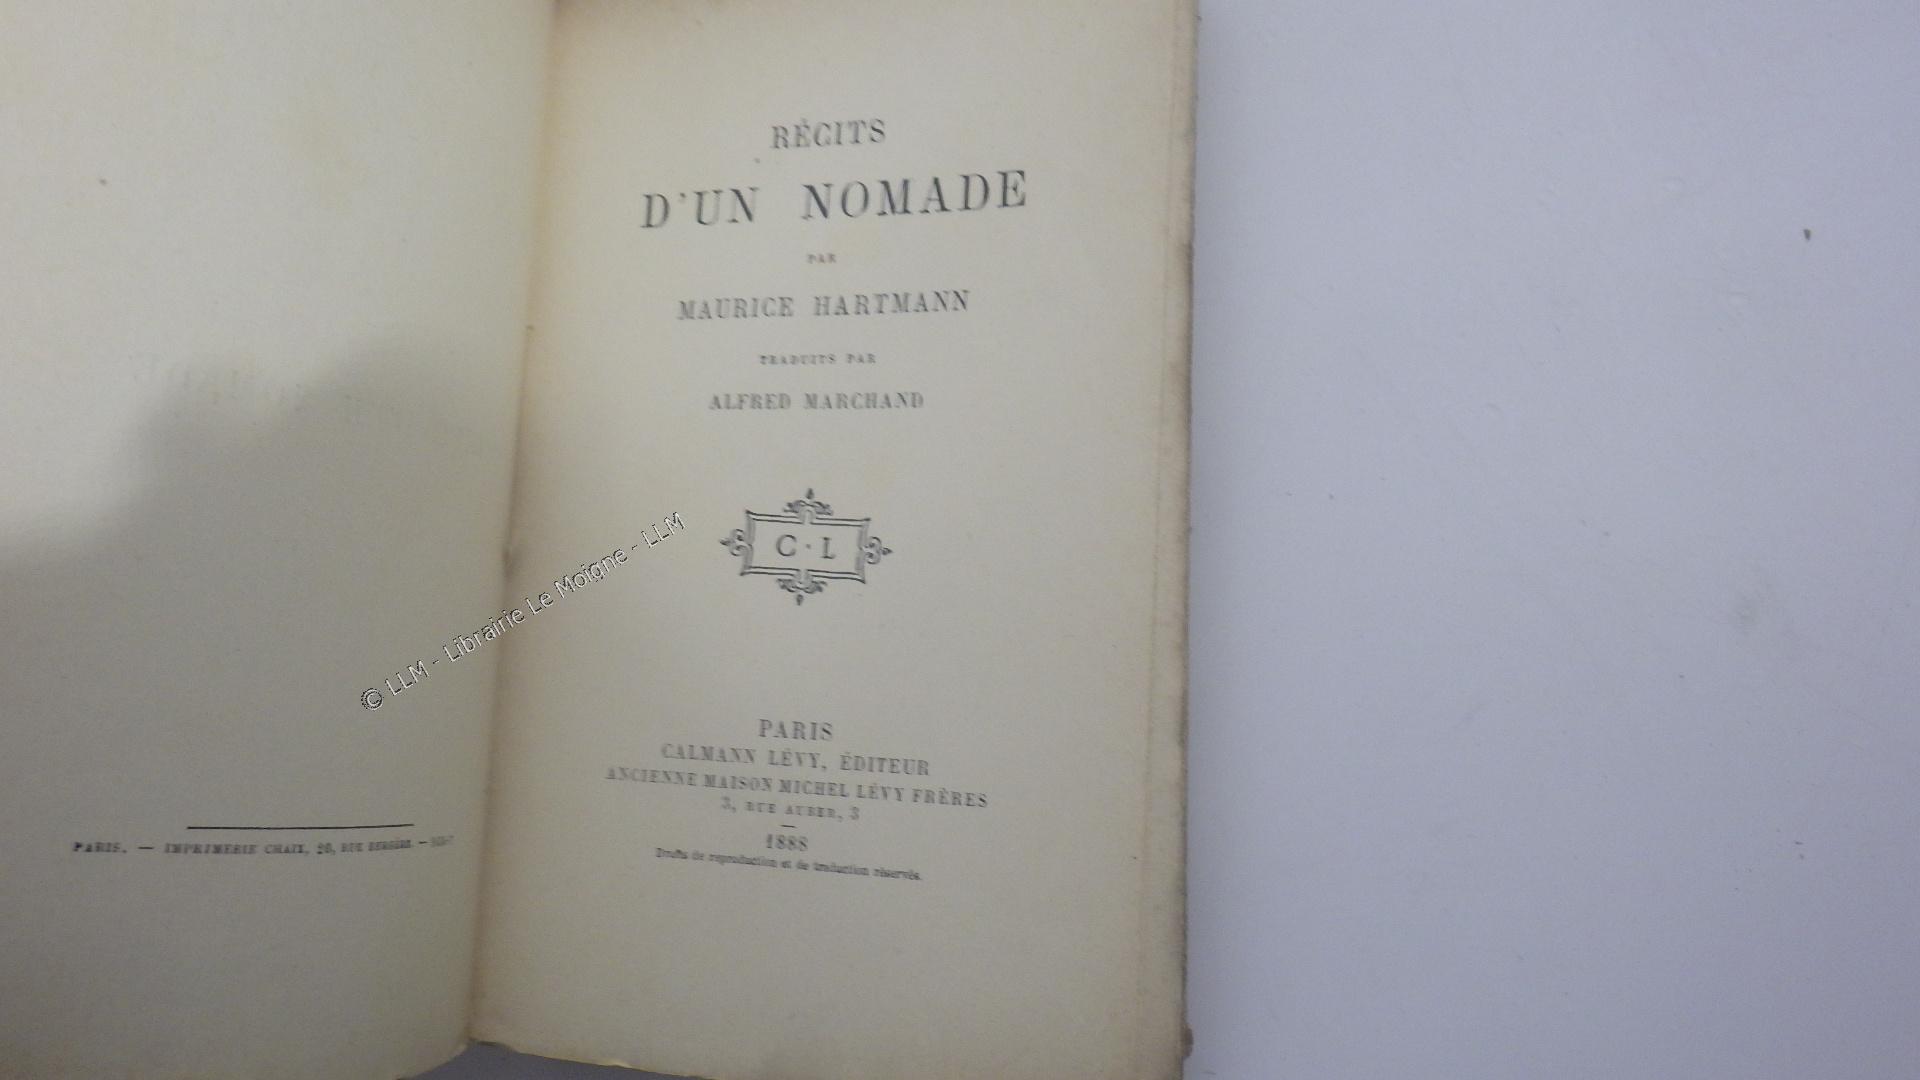 RÉCITS
D'UN NOMADE
PAR
MAURICE HARTMANN
TRADUITS PAR
ALFRED MARCHAND
C · L
PARIS
CALMANN LÉVY, ÉDITEUR
ANCIENNE MAISON MICHEL LÉVY FRÈRES
3, RUE AUBER, 3
1888
Droits de reproduction et de traduction réservés.
PARIS. — IMPRIMERIE CHAIX, 20, RUE BERGÈRE. —
© LLM - Librairie Le Moigne - LLM